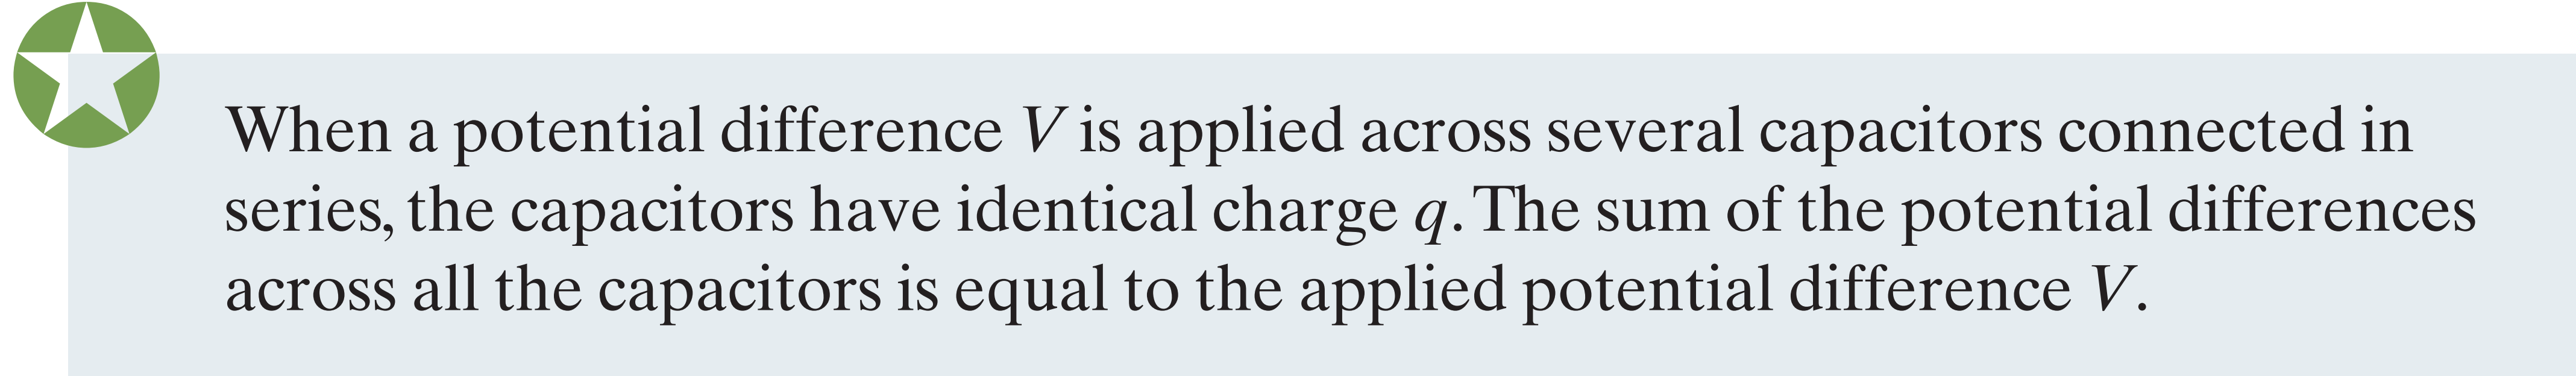 When a potential difference V is applied across several capacitors connected in
series, the capacitors have identical charge q. The sum of the potential differences
across all the capacitors is equal to the applied potential difference V.